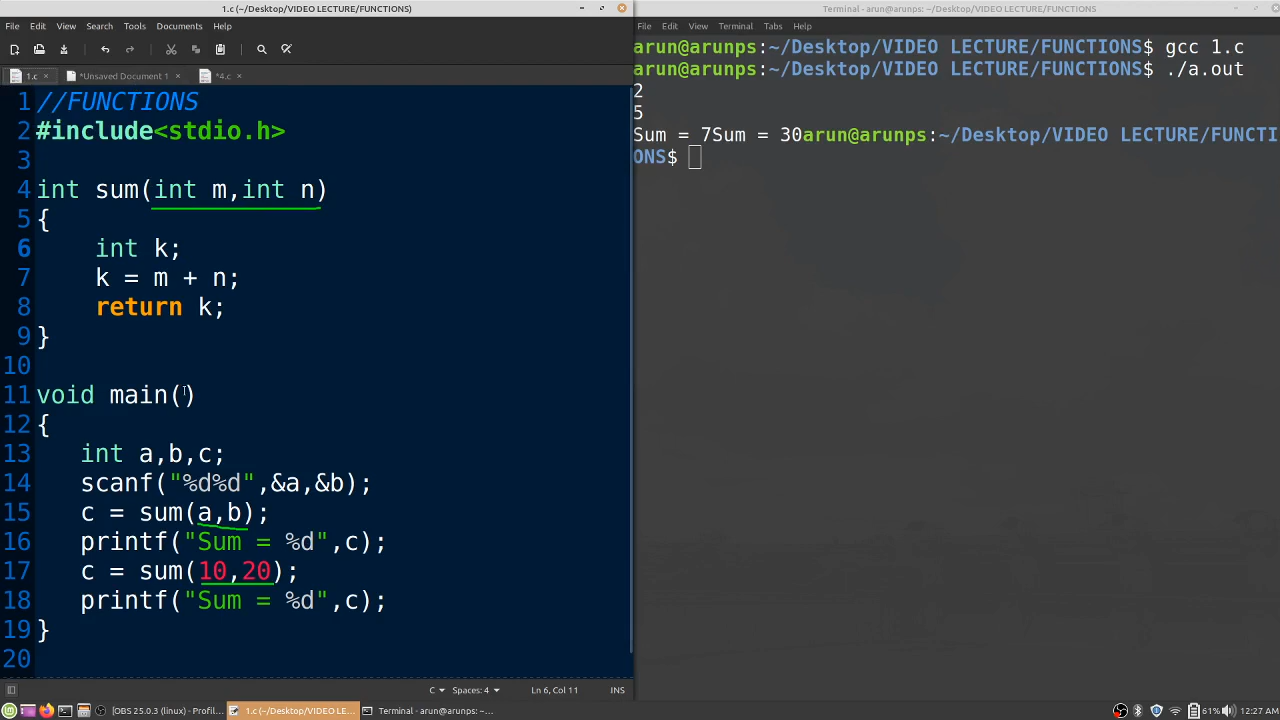 1.c (~/Desktop/VIDEO LECTURE/FUNCTIONS)
File Edit View Search Tools Documents Help
1.c × *Unsaved Document 1 × *4.c ×
1 //FUNCTIONS
2 #include<stdio.h>
3
4 int sum(int m,int n)
5 {
6     int k;
7     k = m + n;
8     return k;
9 }
10
11 void main()
12 {
13    int a,b,c;
14    scanf("%d%d",&a,&b);
15    c = sum(a,b);
16    printf("Sum = %d",c);
17    c = sum(10,20);
18    printf("Sum = %d",c);
19 }
20
C Spaces: 4 Ln 6, Col 11 INS
Terminal - arun@arunps: ~/Desktop/VIDEO LECTURE/FUNCTIONS
File Edit View Terminal Tabs Help
arun@arunps:~/Desktop/VIDEO LECTURE/FUNCTIONS$ gcc 1.c
arun@arunps:~/Desktop/VIDEO LECTURE/FUNCTIONS$ ./a.out
2
5
Sum = 7Sum = 30arun@arunps:~/Desktop/VIDEO LECTURE/FUNCTI
ONS$
[OBS 25.0.3 (linux) - Profil... 1.c (~/Desktop/VIDEO LE... Terminal - arun@arunps: ~/... 61% 12:27 AM